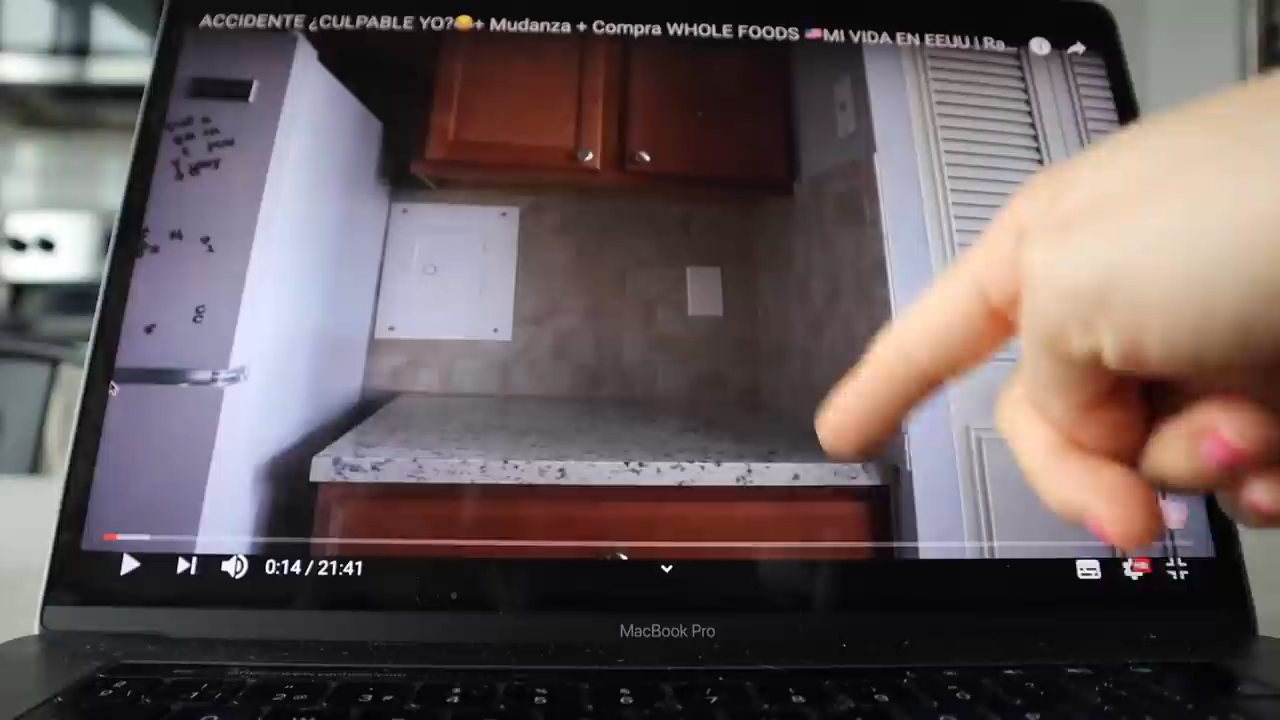 ACCIDENTE ¿CULPABLE YO?😂+ Mudanza + Compra WHOLE FOODS 🇺🇸MI VIDA EN EEUU | Ra...
0:14 / 21:41
MacBook Pro